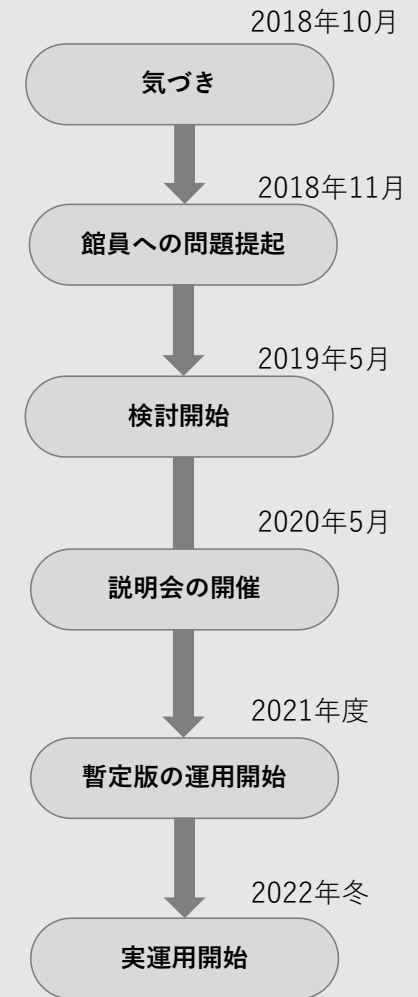 2018年10月
気づき
2018年11月
館員への問題提起
2019年5月
検討開始
2020年5月
説明会の開催
2021年度
暫定版の運用開始
2022年冬
実運用開始